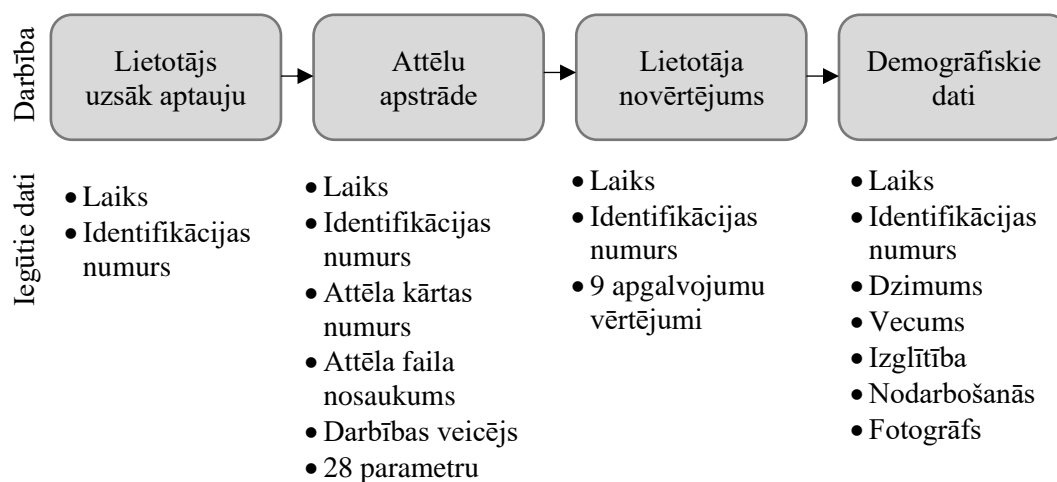 Darbība
Lietotājs
uzsāk aptauju
Attēlu
apstrāde
Lietotāja
novērtējums
Demogrāfiskie
dati
Iegūtie dati
• Laiks
• Identifikācijas
numurs
• Laiks
• Identifikācijas
numurs
• Attēla kārtas
numurs
• Attēla faila
nosaukums
• Darbības veicējs
• 28 parametru
• Laiks
• Identifikācijas
numurs
• 9 apgalvojumu
vērtējumi
• Laiks
• Identifikācijas
numurs
• Dzimums
• Vecums
• Izglītība
• Nodarbošanās
• Fotogrāfs